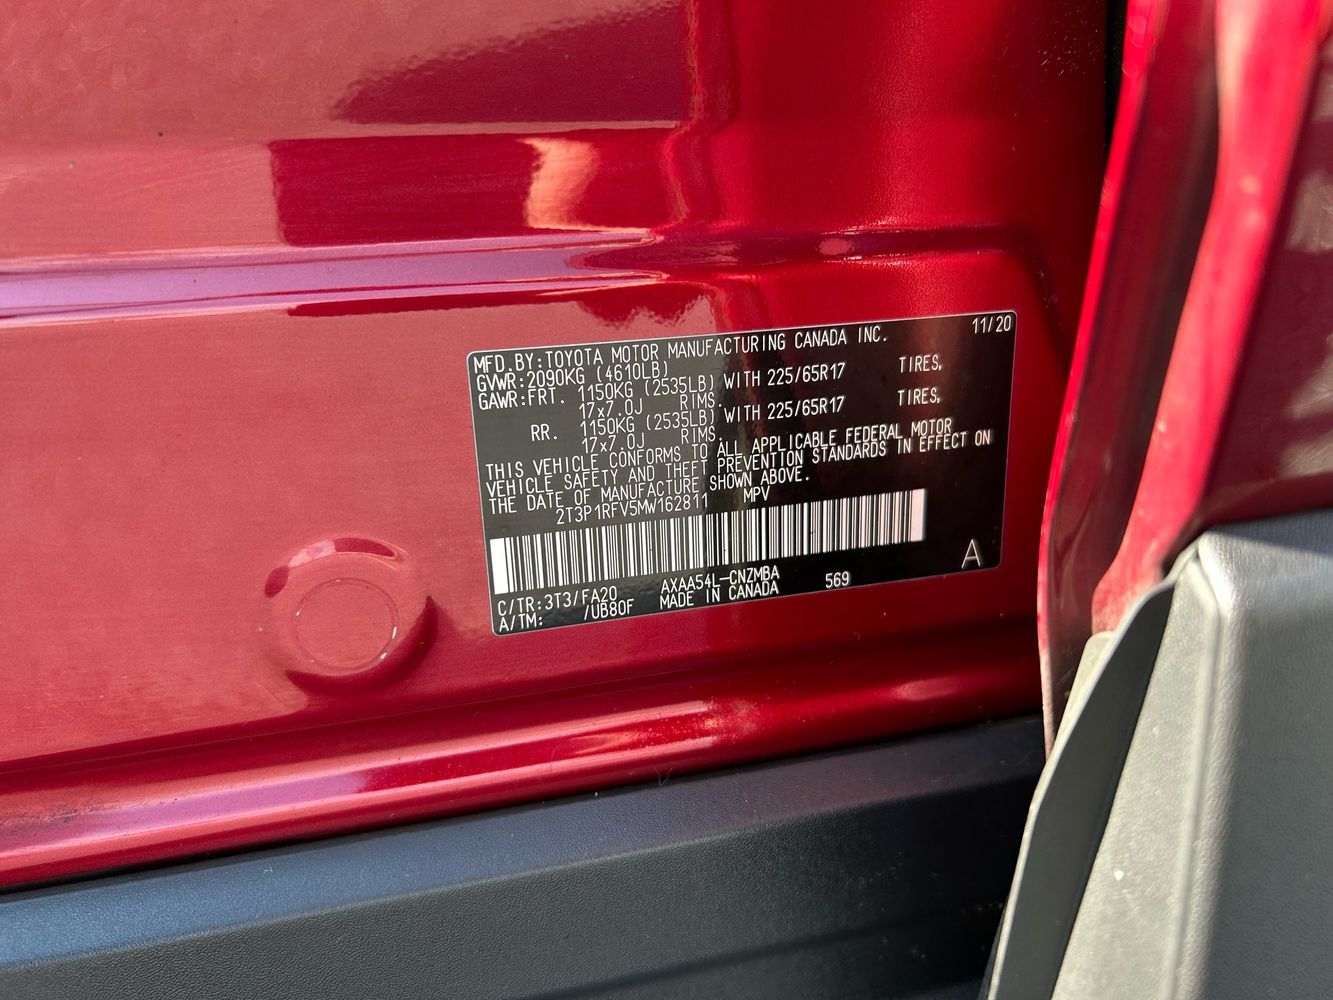 MFD.BY:TOYOTA MOTOR MANUFACTURING CANADA INC. 11/20
GVWR:2090KG (4610LB)
GAWR:FRT. 1150KG (2535LB) WITH 225/65R17 TIRES,
17x7.0J RIMS.
RR. 1150KG (2535LB) WITH 225/65R17 TIRES,
17x7.0J RIMS.
THIS VEHICLE CONFORMS TO ALL APPLICABLE FEDERAL MOTOR
VEHICLE SAFETY AND THEFT PREVENTION STANDARDS IN EFFECT ON
THE DATE OF MANUFACTURE SHOWN ABOVE.
2T3P1RFV5MW162811 MPV
A
C/TR:3T3/FA20 AXAA54L-CNZMBA 569
A/TM: /UB80F MADE IN CANADA